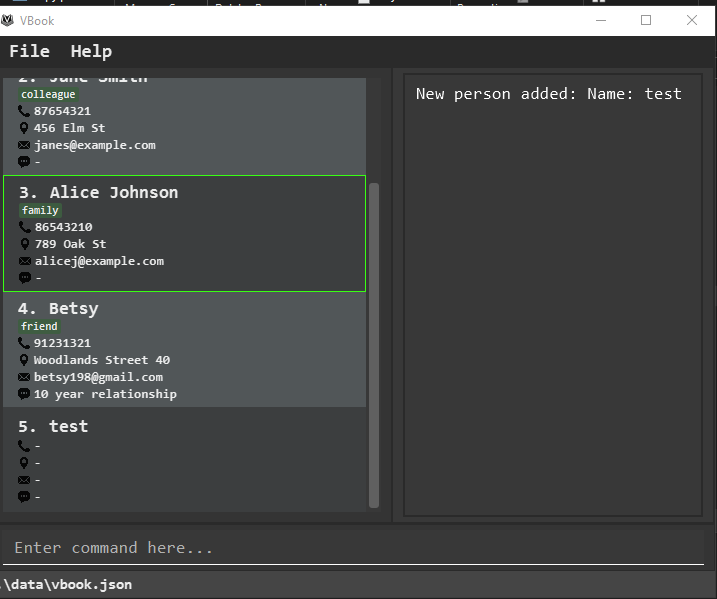 VBook
File Help
2. Jane Smith
colleague
87654321
456 Elm St
janes@example.com
-
3. Alice Johnson
family
86543210
789 Oak St
alicej@example.com
-
4. Betsy
friend
91231321
Woodlands Street 40
betsy198@gmail.com
10 year relationship
5. test
-
-
-
-
New person added: Name: test
Enter command here...
.\data\vbook.json